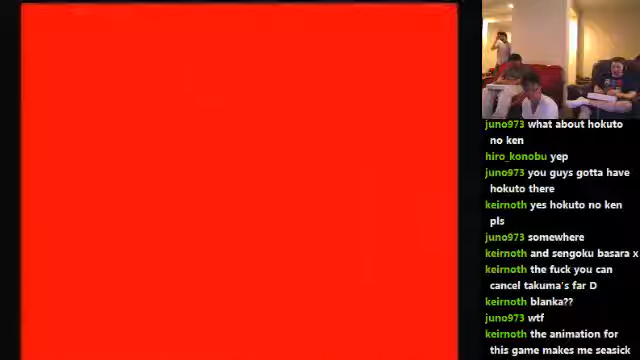 juno973 what about hokuto
no ken
hiro_konobu yep
juno973 you guys gotta have
hokuto there
keirnoth yes hokuto no ken
pls
juno973 somewhere
keirnoth and sengoku basara x
keirnoth the fuck you can
cancel takuma's far D
keirnoth blanka??
juno973 wtf
keirnoth the animation for
this game makes me seasick